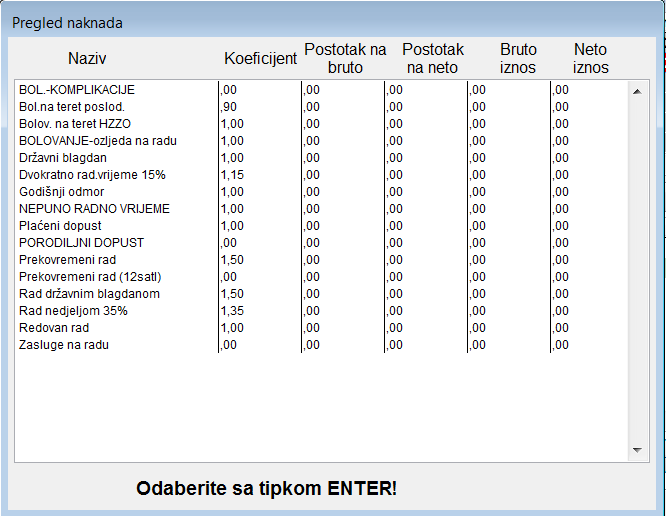 Pregled naknada
Naziv Koeficijent Postotak na bruto Postotak na neto Bruto iznos Neto iznos
BOL.-KOMPLIKACIJE ,00 ,00 ,00 ,00 ,00
Bol.na teret poslod. ,90 ,00 ,00 ,00 ,00
Bolov. na teret HZZO 1,00 ,00 ,00 ,00 ,00
BOLOVANJE-ozljeda na radu 1,00 ,00 ,00 ,00 ,00
Državni blagdan 1,00 ,00 ,00 ,00 ,00
Dvokratno rad.vrijeme 15% 1,15 ,00 ,00 ,00 ,00
Godišnji odmor 1,00 ,00 ,00 ,00 ,00
NEPUNO RADNO VRIJEME 1,00 ,00 ,00 ,00 ,00
Plaćeni dopust 1,00 ,00 ,00 ,00 ,00
PORODILJNI DOPUST ,00 ,00 ,00 ,00 ,00
Prekovremeni rad 1,50 ,00 ,00 ,00 ,00
Prekovremeni rad (12satI) ,00 ,00 ,00 ,00 ,00
Rad državnim blagdanom 1,50 ,00 ,00 ,00 ,00
Rad nedjeljom 35% 1,35 ,00 ,00 ,00 ,00
Redovan rad 1,00 ,00 ,00 ,00 ,00
Zasluge na radu ,00 ,00 ,00 ,00 ,00
Odaberite sa tipkom ENTER!